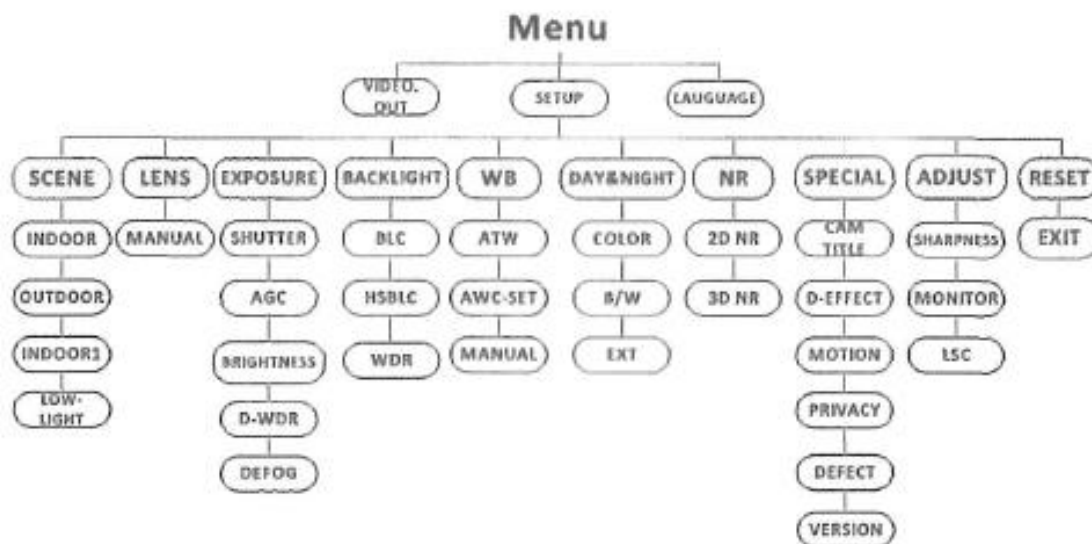 Menu
VIDEO.
OUT
SETUP
LAUGUAGE
SCENE LENS EXPOSURE BACKLIGHT WB DAY&NIGHT NR SPECIAL ADJUST RESET
INDOOR MANUAL SHUTTER BLC ATW COLOR 2D NR CAM
TITLE SHARPNESS EXIT
OUTDOOR AGC HSBLC AWC-SET B/W 3D NR D-EFFECT MONITOR
INDOOR1 BRIGHTNESS WDR MANUAL EXT MOTION LSC
LOW-
LIGHT D-WDR PRIVACY
DEFOG DEFECT
VERSION